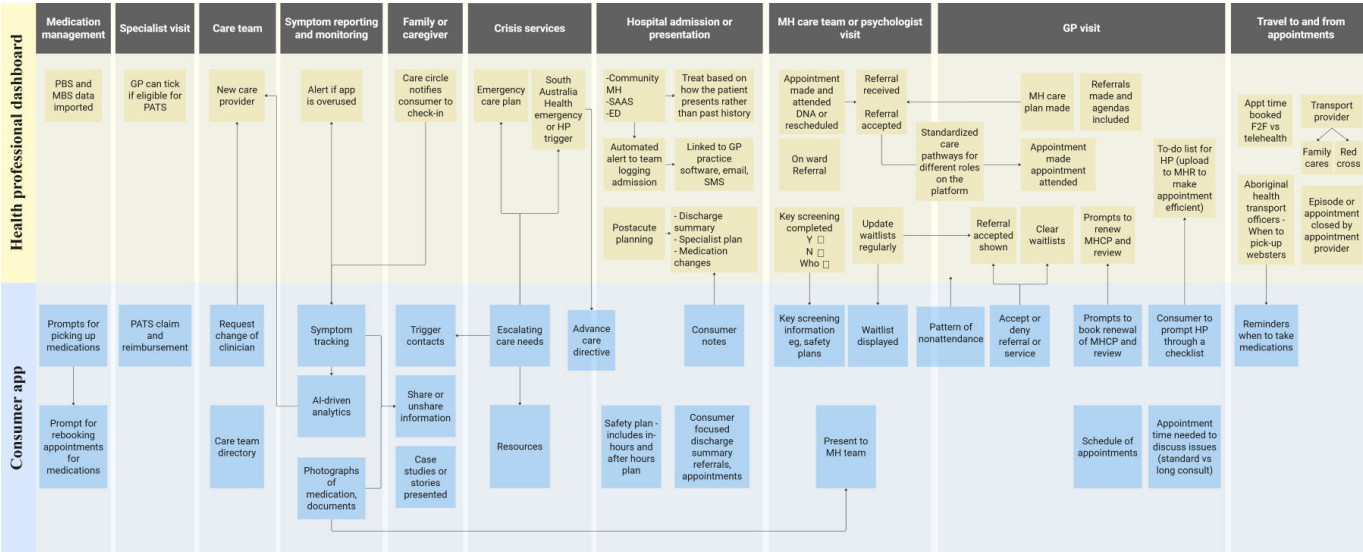 Medication
management
Specialist visit
Care team
Symptom reporting
and monitoring
Family or
caregiver
Crisis services
Hospital admission or
presentation
MH care team or psychologist
visit
GP visit
Travel to and from
appointments
Health professional dashboard
PBS and
MBS data
imported
GP can tick
if eligible for
PATS
New care
provider
Alert if app
is overused
Care circle
notifies
consumer to
check-in
Emergency
care plan
South
Australia
Health
emergency
or HP
trigger
-Community
MH
-SAAS
-ED
Treat based on
how the patient
presents rather
than past history
Automated
alert to team
logging
admission
Linked to GP
practice
software, email,
SMS
Postacute
planning
- Discharge
summary
- Specialist plan
- Medication
changes
Appointment
made and
attended
DNA or
rescheduled
Referral
received
Referral
accepted
On ward
Referral
Standardized
care
pathways for
different roles
on the
platform
Key screening
completed
Y □
N □
Who □
Update
waitlists
regularly
MH care
plan made
Referrals
made and
agendas
included
Appointment
made
appointment
attended
To-do list for
HP (upload
to MHR to
make
appointment
efficient)
Referral
accepted
shown
Clear
waitlists
Prompts to
renew
MHCP and
review
Appt time
booked
F2F vs
telehealth
Transport
provider
Family
cares
Red
cross
Aboriginal
health
transport
officers -
When to
pick-up
websters
Episode or
appointment
closed by
appointment
provider
Consumer app
Prompts for
picking up
medications
PATS claim
and
reimbursement
Request
change of
clinician
Symptom
tracking
Trigger
contacts
Escalating
care needs
Advance
care
directive
Consumer
notes
Key screening
information
eg, safety
plans
Waitlist
displayed
Pattern of
nonattendance
Accept or
deny
referral or
service
Prompts to
book renewal
of MHCP and
review
Consumer to
prompt HP
through a
checklist
Reminders
when to take
medications
Prompt for
rebooking
appointments
for
medications
Care team
directory
AI-driven
analytics
Share or
unshare
information
Resources
Safety plan -
includes in-
hours and
after hours
plan
Consumer
focused
discharge
summary
referrals,
appointments
Present to
MH team
Schedule of
appointments
Appointment
time needed to
discuss issues
(standard vs
long consult)
Photographs
of
medication,
documents
Case
studies or
stories
presented